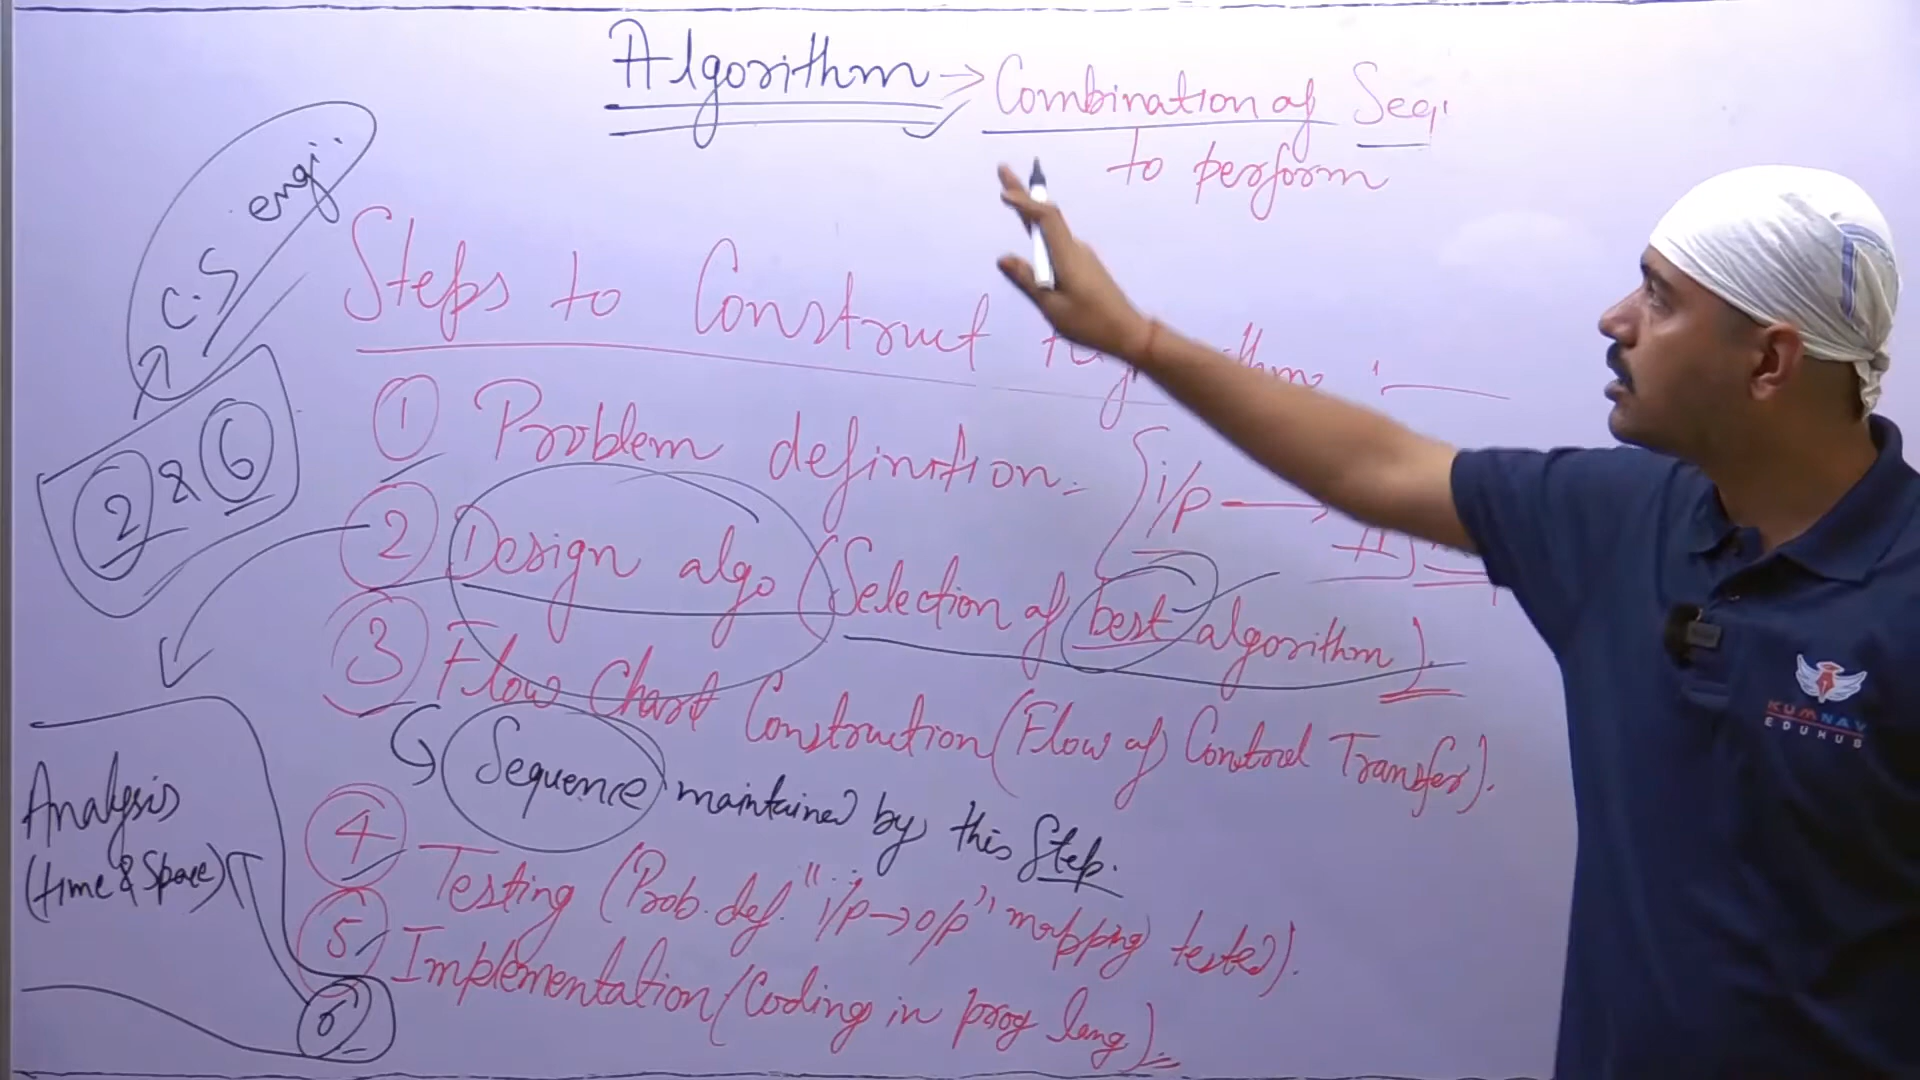 Algorithm → Combination of Seq.
to perform
C.S engi..
Steps to Construct
① Problem definition.
i/p →
2 & 6
② Design algo (Selection of best algorithm).
③ Flow Chart Construction (Flow of Control Transfer).
Sequence maintained by this Step.
④ Testing (Prob. def. "i/p→o/p" mapping tested).
⑤ Implementation (Coding in prog lang).
⑥
Analysis
(time & Space)
KUMNAV
EDUHUB